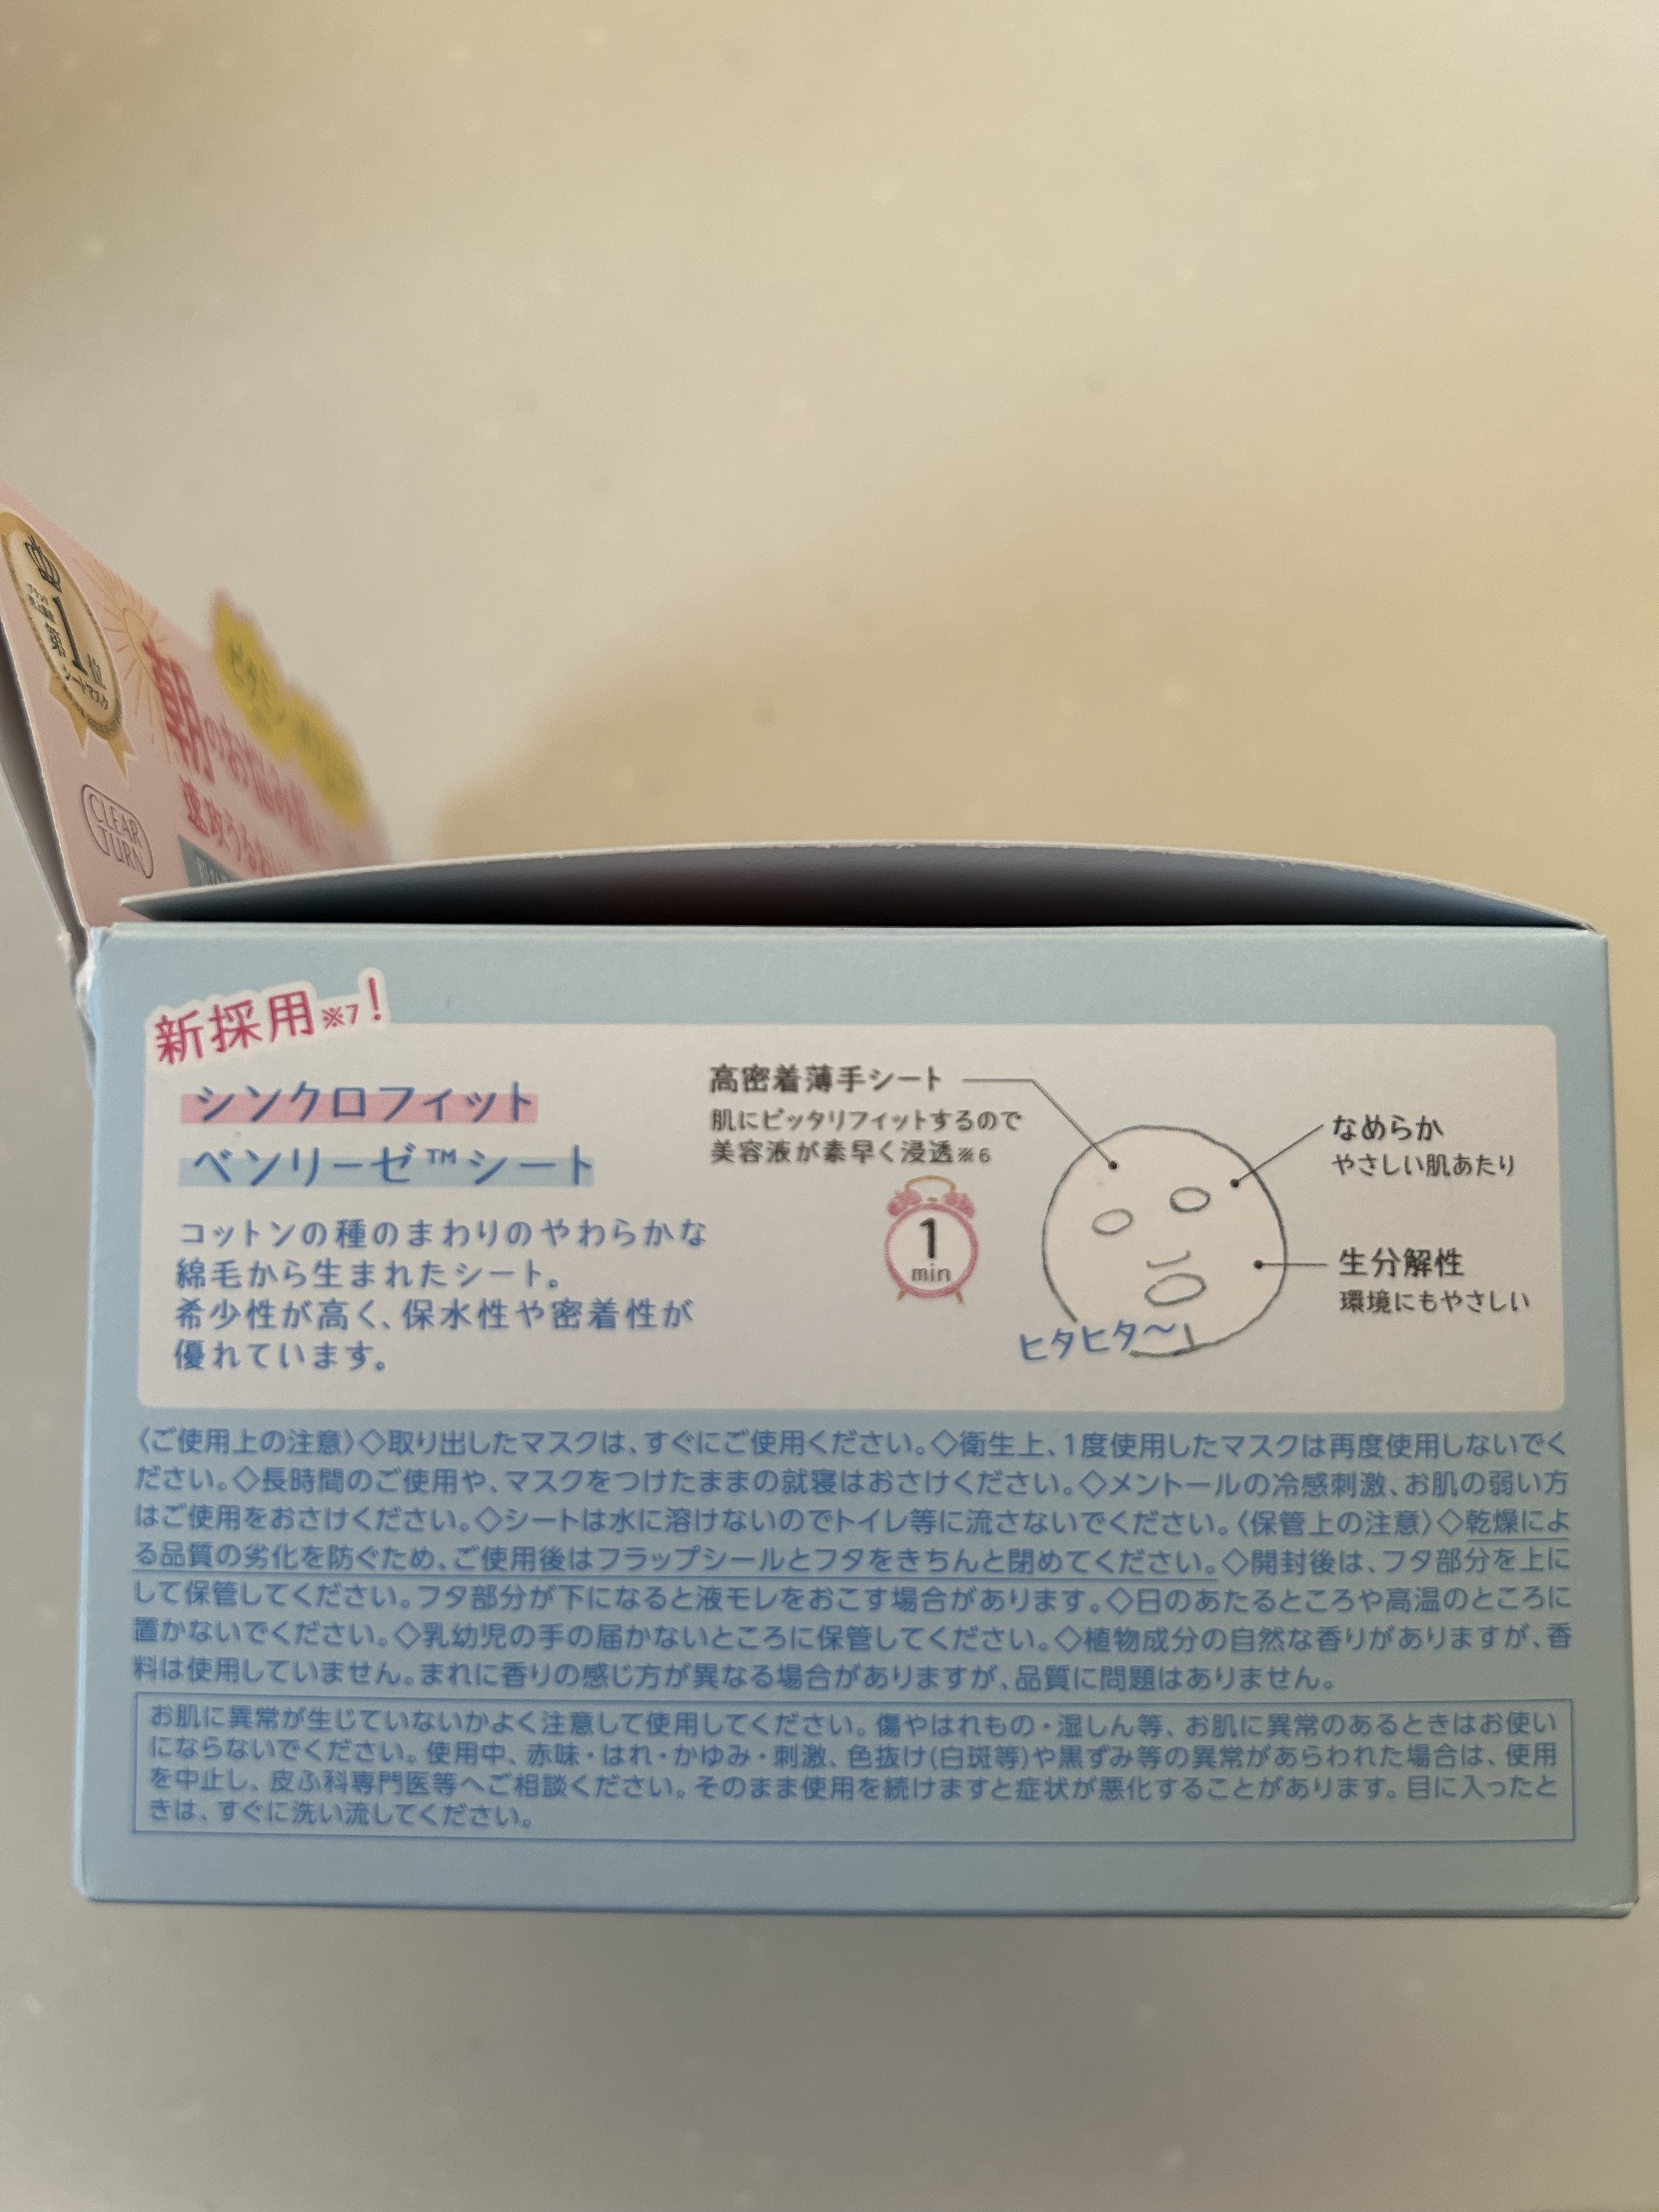 第1位
シートマスク
朝のお悩み肌に
速攻うるおい
CLEAR
TURN
新採用※7!
シンクロフィット
ベンリーゼ™シート
コットンの種のまわりのやわらかな
綿毛から生まれたシート。
希少性が高く、保水性や密着性が
優れています。
高密着薄手シート
肌にピッタリフィットするので
美容液が素早く浸透※6
1
min
なめらか
やさしい肌あたり
生分解性
環境にもやさしい
ヒタヒタ〜
〈ご使用上の注意〉◇取り出したマスクは、すぐにご使用ください。◇衛生上、1度使用したマスクは再度使用しないでく
ださい。◇長時間のご使用や、マスクをつけたままの就寝はおさけください。◇メントールの冷感刺激、お肌の弱い方
はご使用をおさけください。◇シートは水に溶けないのでトイレ等に流さないでください。〈保管上の注意〉◇乾燥によ
る品質の劣化を防ぐため、ご使用後はフラップシールとフタをきちんと閉めてください。◇開封後は、フタ部分を上に
して保管してください。フタ部分が下になると液モレをおこす場合があります。◇日のあたるところや高温のところに
置かないでください。◇乳幼児の手の届かないところに保管してください。◇植物成分の自然な香りがありますが、香
料は使用していません。まれに香りの感じ方が異なる場合がありますが、品質に問題はありません。
お肌に異常が生じていないかよく注意して使用してください。傷やはれもの・湿しん等、お肌に異常のあるときはお使い
にならないでください。使用中、赤味・はれ・かゆみ・刺激、色抜け(白斑等)や黒ずみ等の異常があらわれた場合は、使用
を中止し、皮ふ科専門医等へご相談ください。そのまま使用を続けますと症状が悪化することがあります。目に入ったと
きは、すぐに洗い流してください。